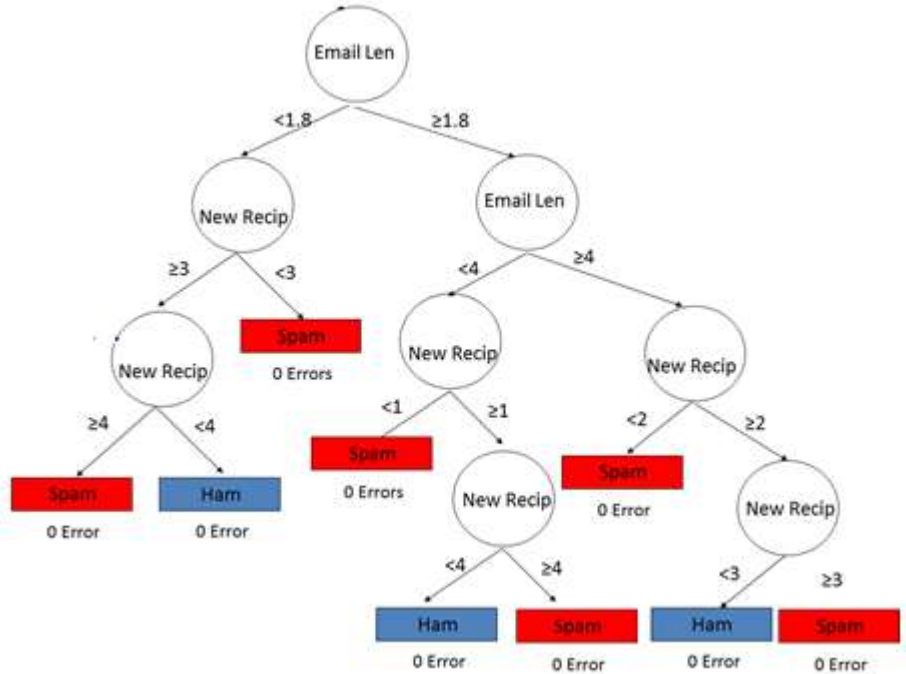 Email Len
<1.8
≥1.8
New Recip
Email Len
≥3
<3
<4
≥4
New Recip
Spam
0 Errors
New Recip
New Recip
≥4
<4
<1
≥1
<2
≥2
Spam
0 Error
Ham
0 Error
Spam
0 Errors
New Recip
Spam
0 Error
New Recip
<4
≥4
<3
≥3
Ham
0 Error
Spam
0 Error
Ham
0 Error
Spam
0 Error